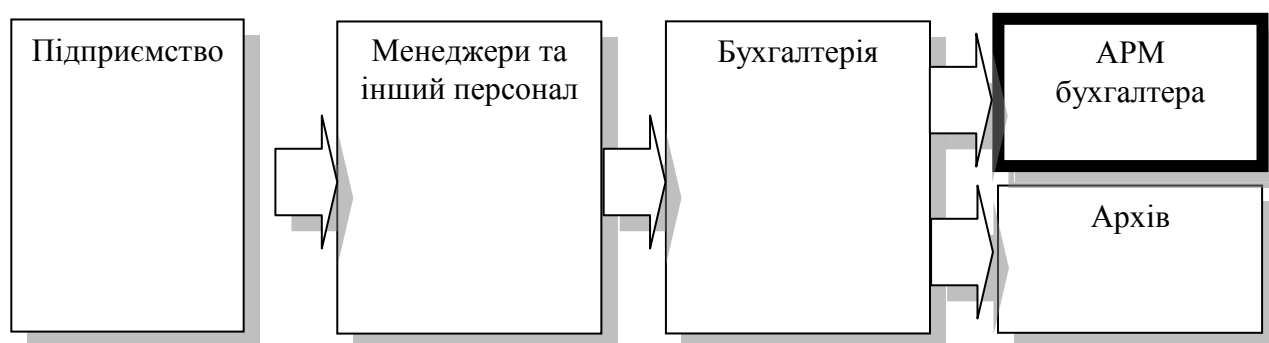 Підприємство
Менеджери та
інший персонал
Бухгалтерія
АРМ
бухгалтера
Архів